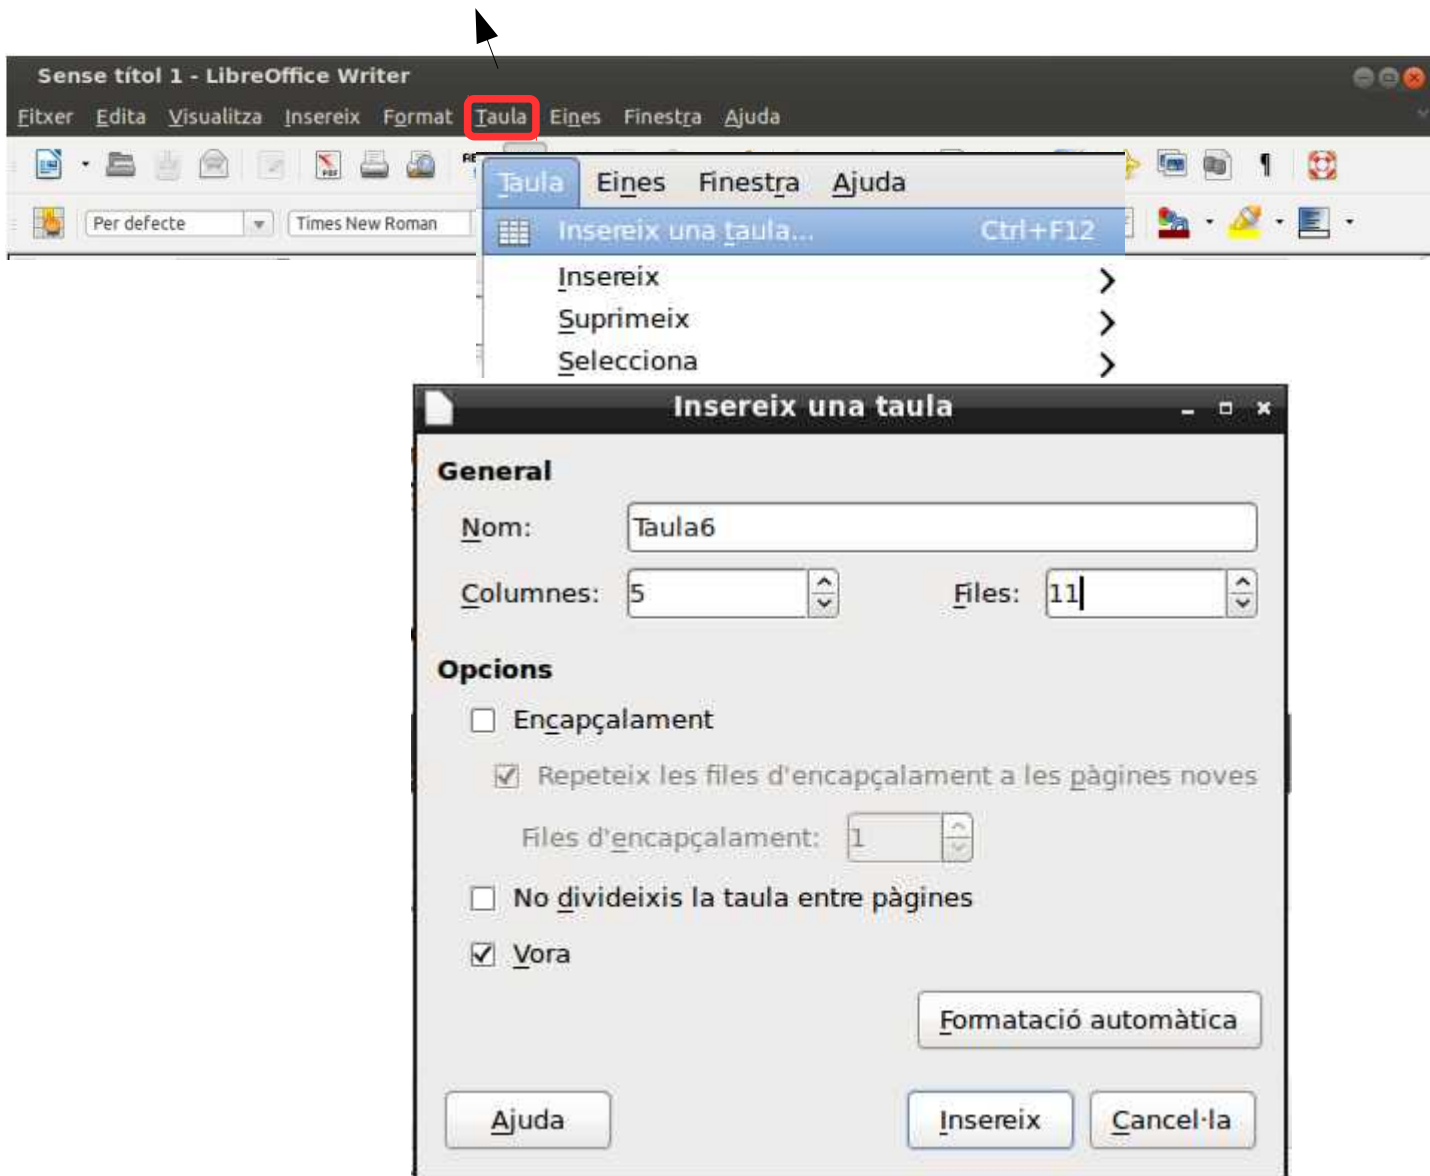 Sense títol 1 - LibreOffice Writer
Fitxer Edita Visualitza Insereix Format Taula Eines Finestra Ajuda
PDF
Per defecte Times New Roman
Taula Eines Finestra Ajuda
Insereix una taula... Ctrl+F12
Insereix
Suprimeix
Selecciona
Insereix una taula
General
Nom: Taula6
Columnes: 5 Files: 11
Opcions
Encapçalament
Repeteix les files d'encapçalament a les pàgines noves
Files d'encapçalament: 1
No divideixis la taula entre pàgines
Vora
Formatació automàtica
Ajuda Insereix Cancel·la